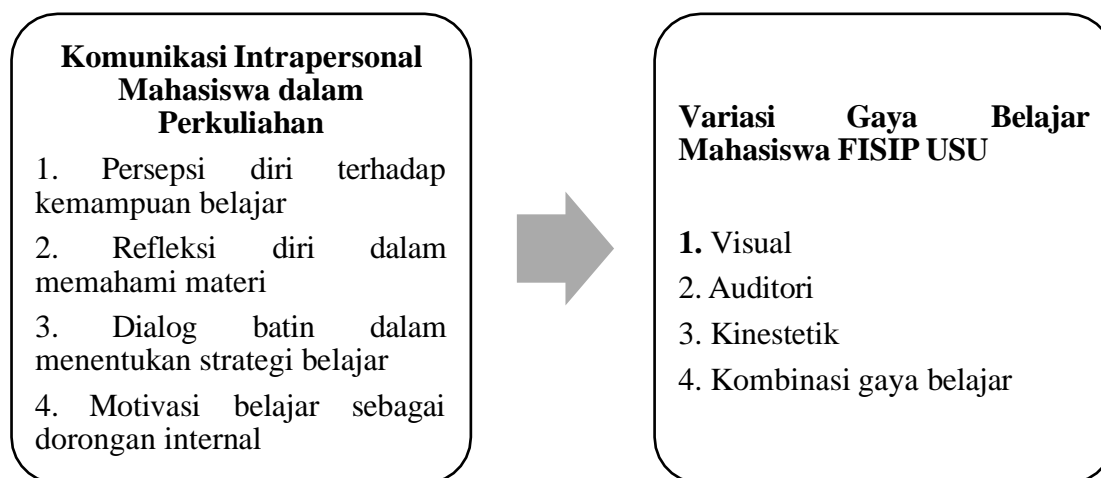 Komunikasi Intrapersonal
Mahasiswa dalam
Perkuliahan
1. Persepsi diri terhadap
kemampuan belajar
2. Refleksi diri dalam
memahami materi
3. Dialog batin dalam
menentukan strategi belajar
4. Motivasi belajar sebagai
dorongan internal
Variasi Gaya Belajar
Mahasiswa FISIP USU
1. Visual
2. Auditori
3. Kinestetik
4. Kombinasi gaya belajar